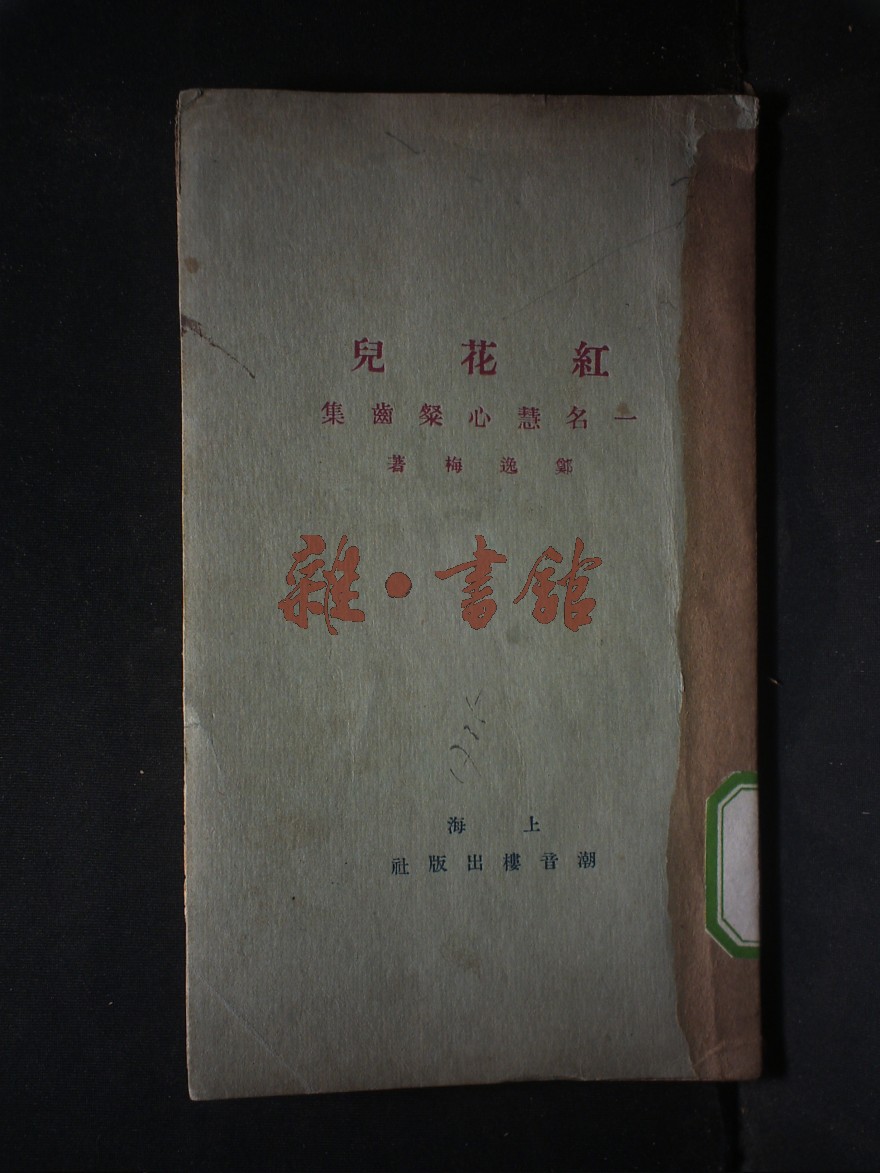 紅花兒
一名慧心粲齒集
鄭逸梅著
雜·書館
上海
潮音樓出版社